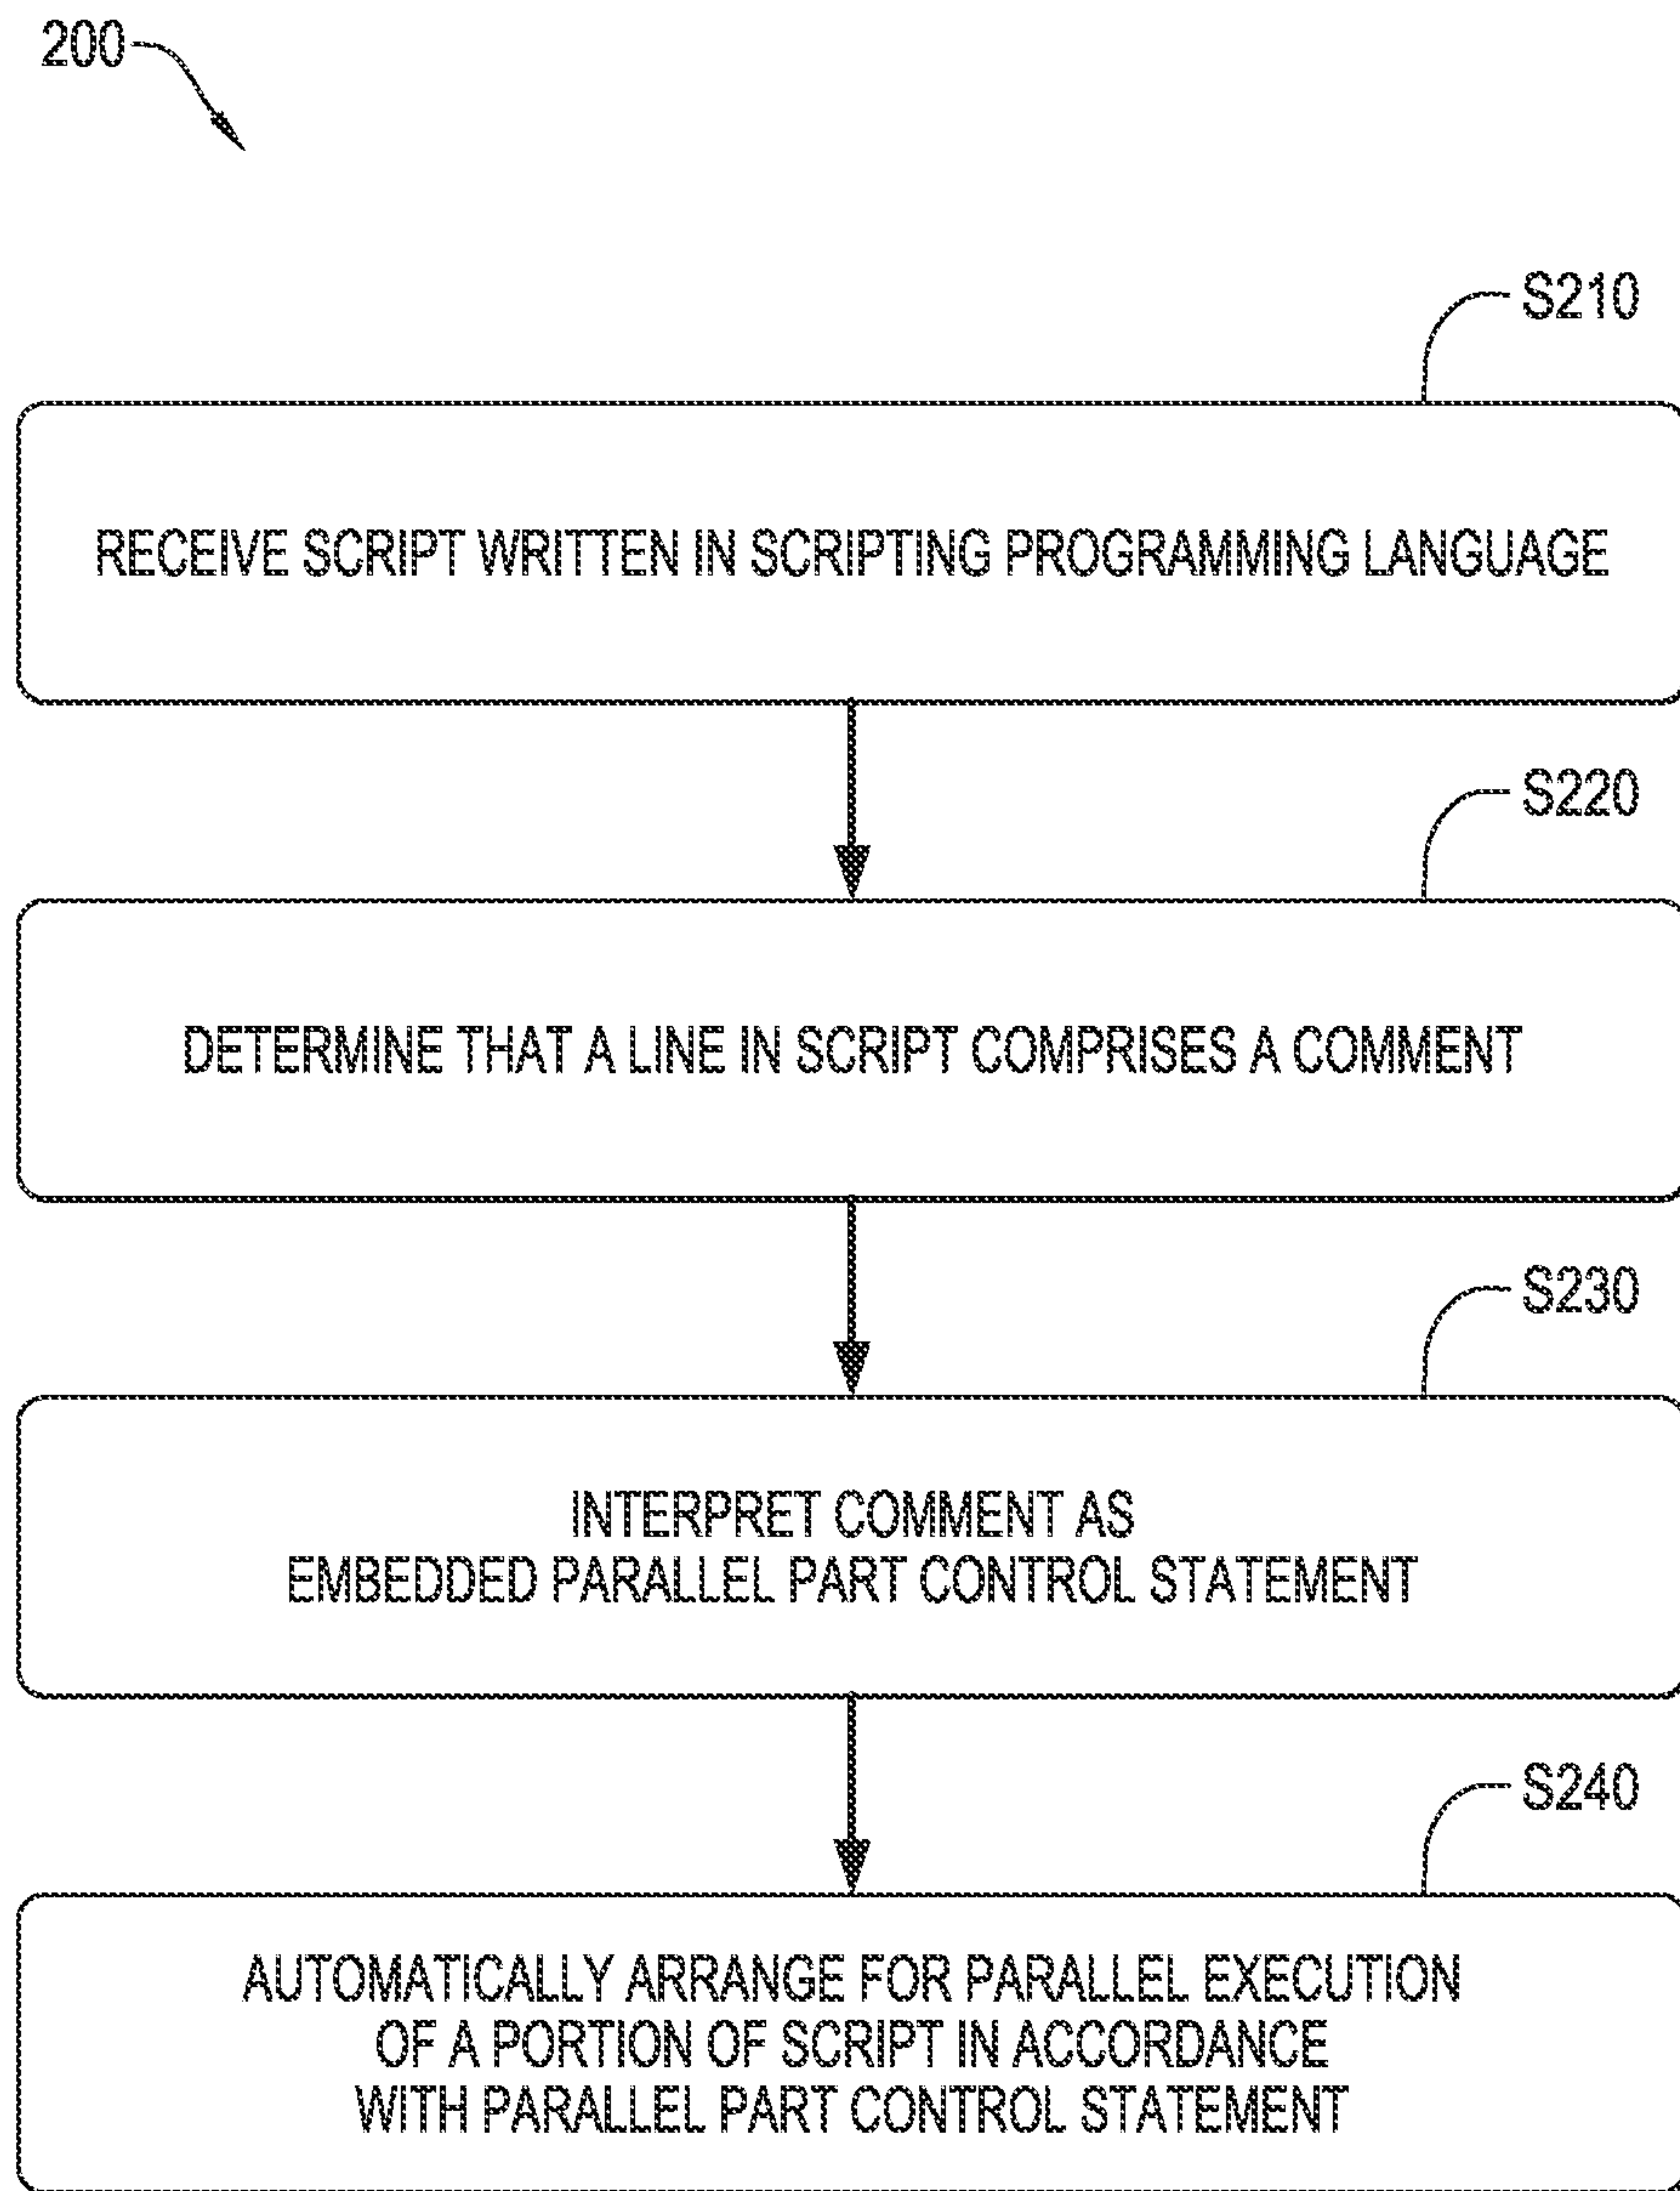 200
S210
RECEIVE SCRIPT WRITTEN IN SCRIPTING PROGRAMMING LANGUAGE
S220
DETERMINE THAT A LINE IN SCRIPT COMPRISES A COMMENT
S230
INTERPRET COMMENT AS
EMBEDDED PARALLEL PART CONTROL STATEMENT
S240
AUTOMATICALLY ARRANGE FOR PARALLEL EXECUTION
OF A PORTION OF SCRIPT IN ACCORDANCE
WITH PARALLEL PART CONTROL STATEMENT